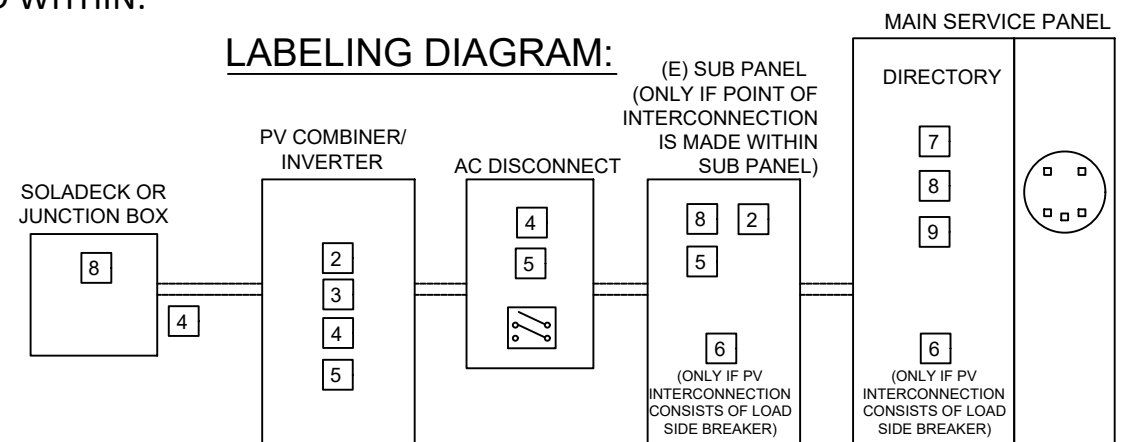 WITHIN:
LABELING DIAGRAM:
SOLADECK OR
JUNCTION BOX
8
4
PV COMBINER/
INVERTER
2
3
4
5
AC DISCONNECT
4
5
(E) SUB PANEL
(ONLY IF POINT OF
INTERCONNECTION
IS MADE WITHIN
SUB PANEL)
8 2
5
6
(ONLY IF PV
INTERCONNECTION
CONSISTS OF LOAD
SIDE BREAKER)
MAIN SERVICE PANEL
DIRECTORY
7
8
9
6
(ONLY IF PV
INTERCONNECTION
CONSISTS OF LOAD
SIDE BREAKER)